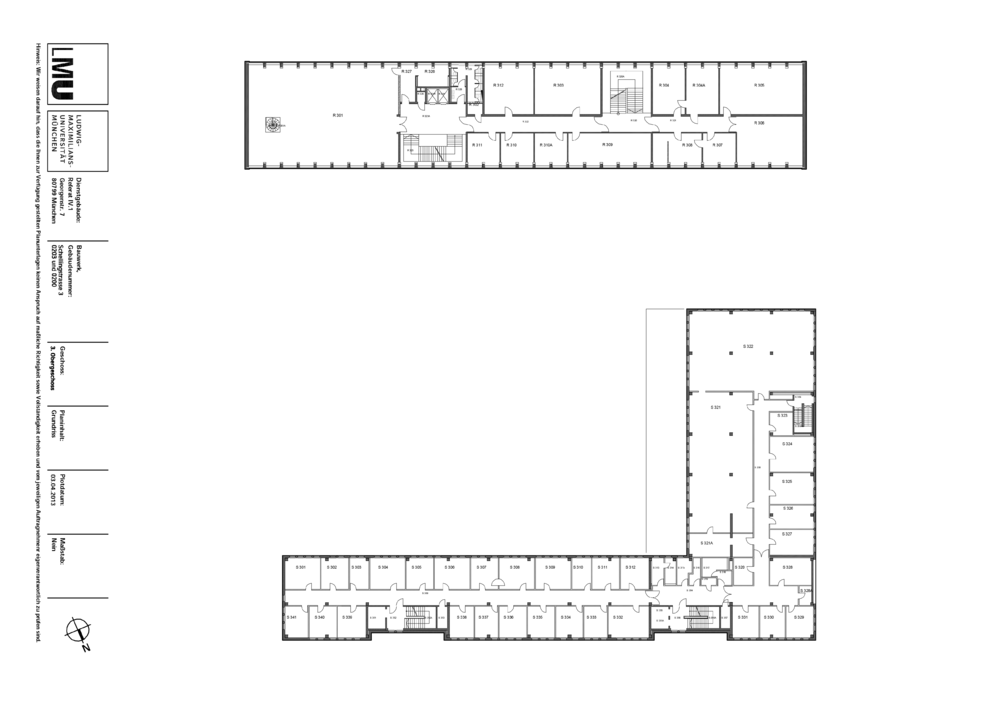 LMU
LUDWIG-
MAXIMILIANS-
UNIVERSITÄT
MÜNCHEN
Dienstgebäude:
Referat IV.1
Georgenstr. 7
80799 München
Bauwerk,
Gebäudenummer:
Schellingstrasse 3
0203 und 0200
Geschoss:
3. Obergeschoss
Planinhalt:
Grundriss
Plotdatum:
03.04.2013
Maßstab:
Nein
N
Hinweis: Wir weisen darauf hin, dass die Ihnen zur Verfügung gestellten Planunterlagen keinen Anspruch auf maßliche Richtigkeit sowie Vollständigkeit erheben und vom jeweiligen Auftragnehmer eigenverantwortlich zu prüfen sind.
R 327
R 326
R 312
R 303
R 304
R 304A
R 305
R 301
R 306
R 311
R 310
R 310A
R 309
R 308
R 307
S 322
S 321
S 323
S 324
S 325
S 326
S 327
S 321A
S 301
S 302
S 303
S 304
S 305
S 306
S 307
S 308
S 309
S 310
S 311
S 312
S 320
S 328
S 341
S 340
S 339
S 338
S 337
S 336
S 335
S 334
S 333
S 332
S 331
S 330
S 329